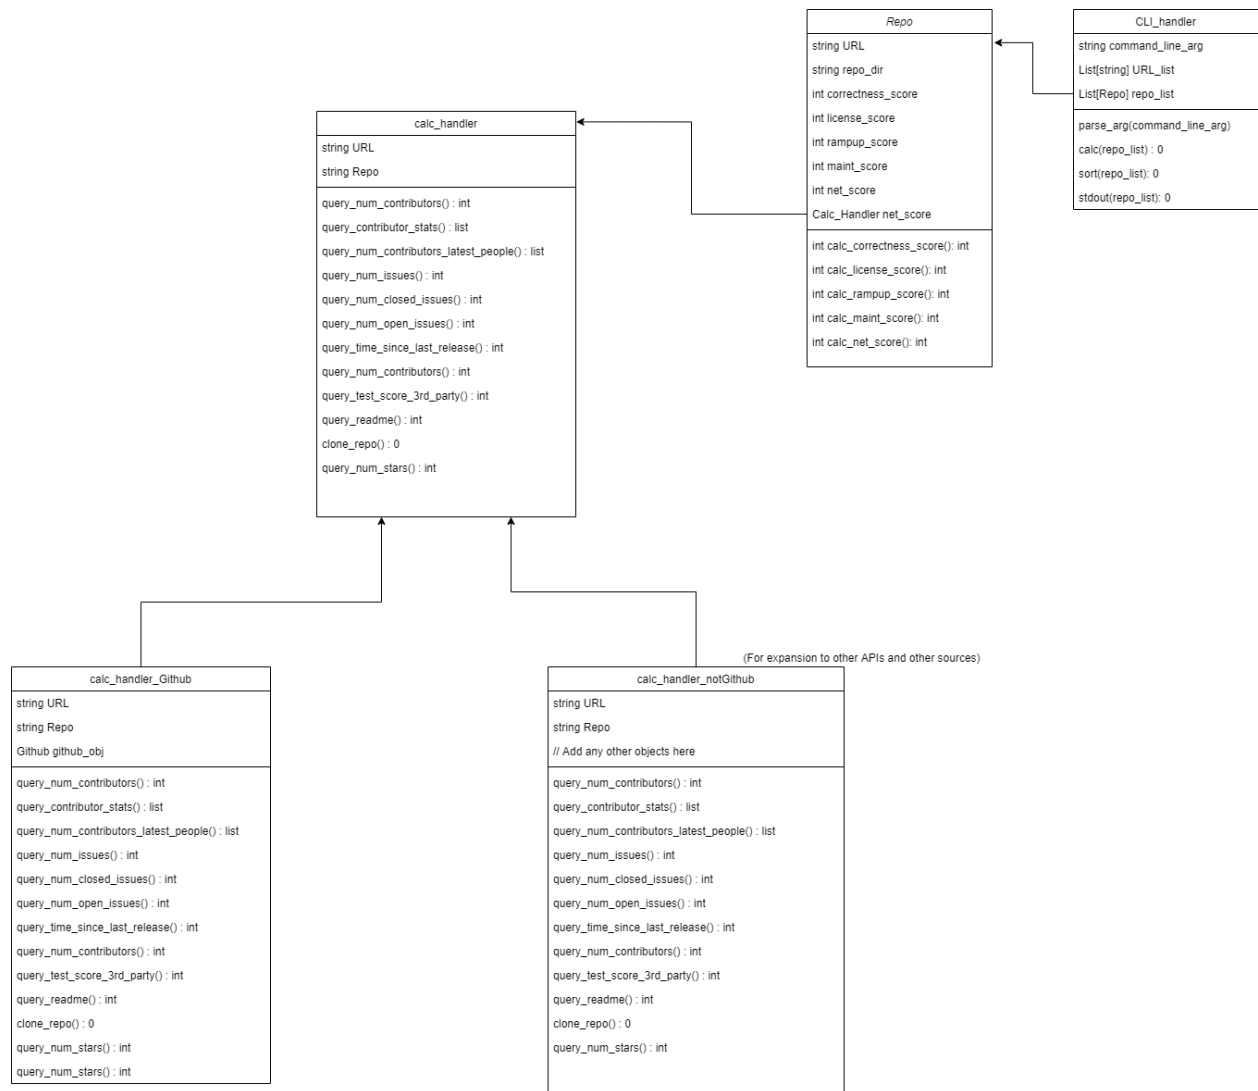 Repo
string URL
string repo_dir
int correctness_score
int license_score
int rampup_score
int maint_score
int net_score
Calc_Handler net_score
int calc_correctness_score(): int
int calc_license_score(): int
int calc_rampup_score(): int
int calc_maint_score(): int
int calc_net_score(): int
CLI_handler
string command_line_arg
List[string] URL_list
List[Repo] repo_list
parse_arg(command_line_arg)
calc(repo_list) : 0
sort(repo_list): 0
stdout(repo_list): 0
calc_handler
string URL
string Repo
query_num_contributors() : int
query_contributor_stats() : list
query_num_contributors_latest_people() : list
query_num_issues() : int
query_num_closed_issues() : int
query_num_open_issues() : int
query_time_since_last_release() : int
query_num_contributors() : int
query_test_score_3rd_party() : int
query_readme() : int
clone_repo() : 0
query_num_stars() : int
calc_handler_Github
string URL
string Repo
Github github_obj
query_num_contributors() : int
query_contributor_stats() : list
query_num_contributors_latest_people() : list
query_num_issues() : int
query_num_closed_issues() : int
query_num_open_issues() : int
query_time_since_last_release() : int
query_num_contributors() : int
query_test_score_3rd_party() : int
query_readme() : int
clone_repo() : 0
query_num_stars() : int
query_num_stars() : int
(For expansion to other APIs and other sources)
calc_handler_notGithub
string URL
string Repo
// Add any other objects here
query_num_contributors() : int
query_contributor_stats() : list
query_num_contributors_latest_people() : list
query_num_issues() : int
query_num_closed_issues() : int
query_num_open_issues() : int
query_time_since_last_release() : int
query_num_contributors() : int
query_test_score_3rd_party() : int
query_readme() : int
clone_repo() : 0
query_num_stars() : int